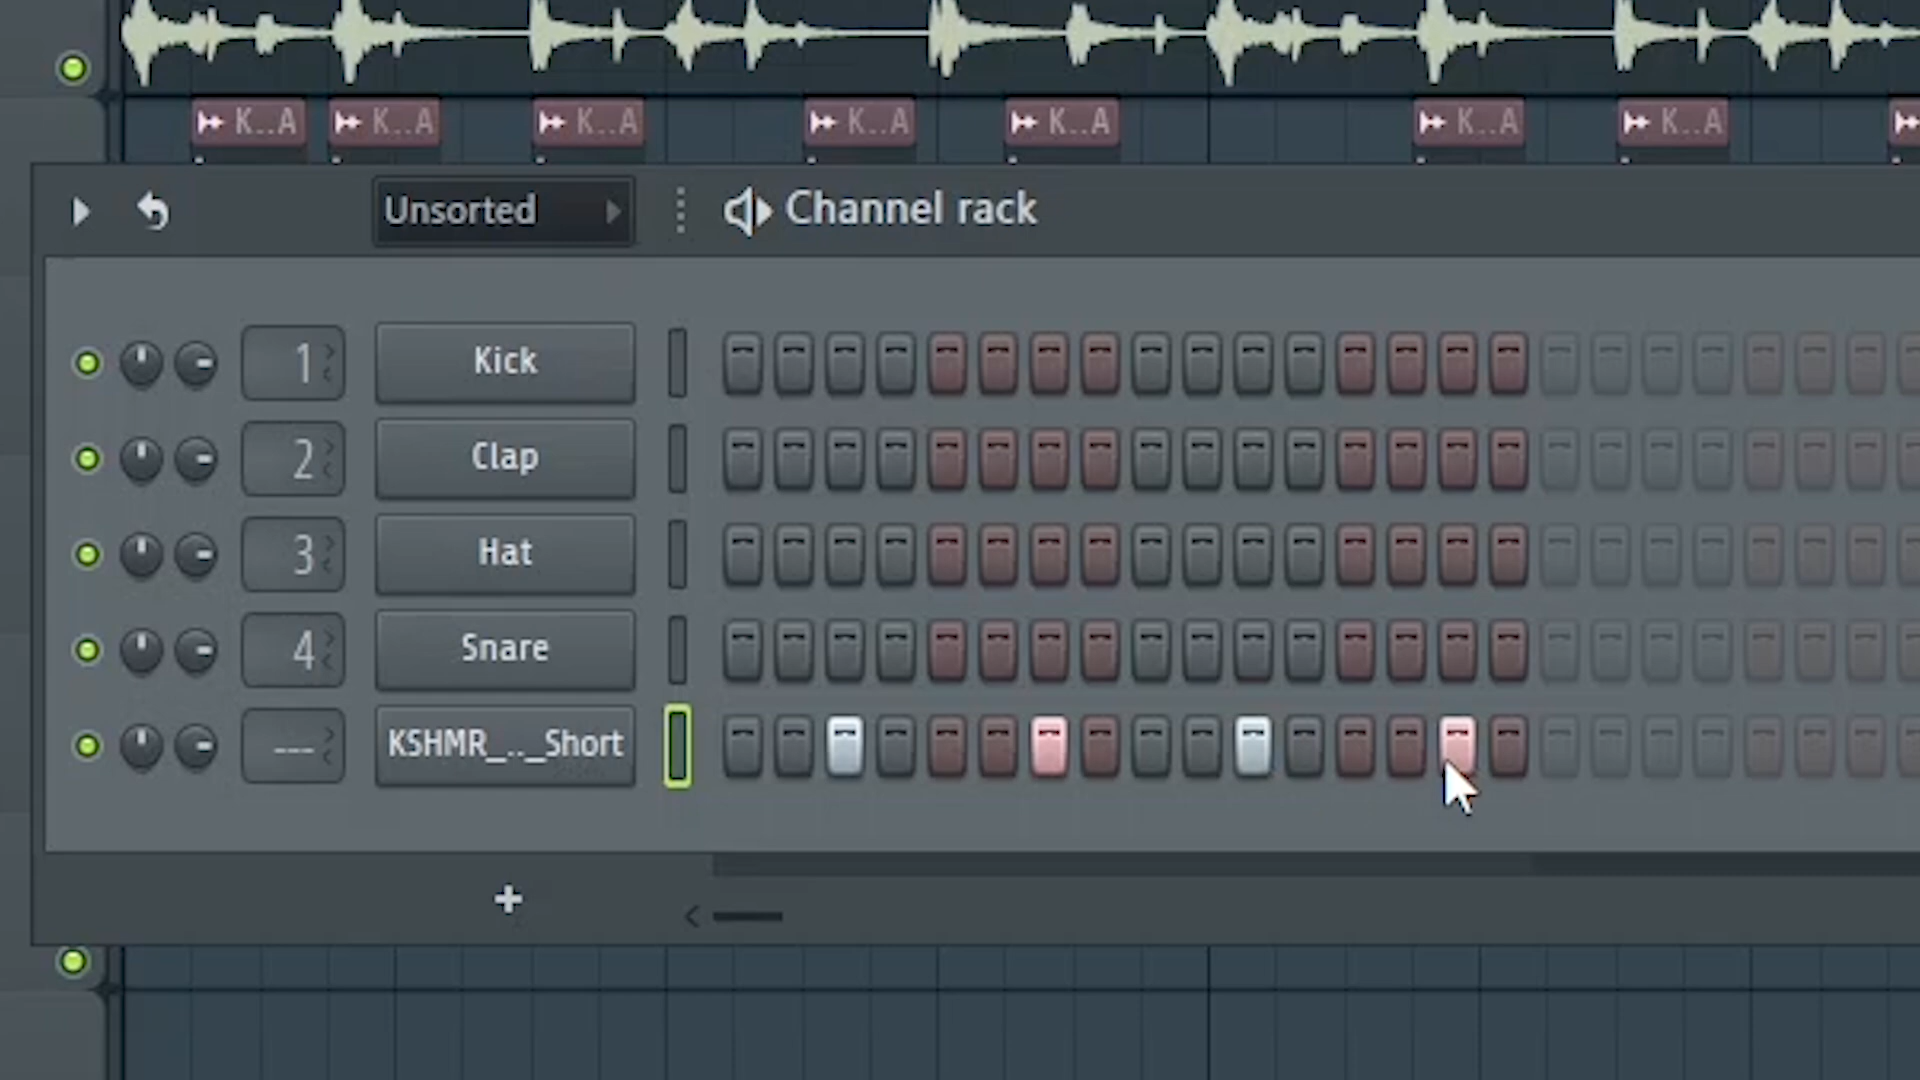 K..A K..A K..A K..A K..A K..A K..A
Unsorted Channel rack
1 Kick
2 Clap
3 Hat
4 Snare
--- KSHMR_.._Short
+